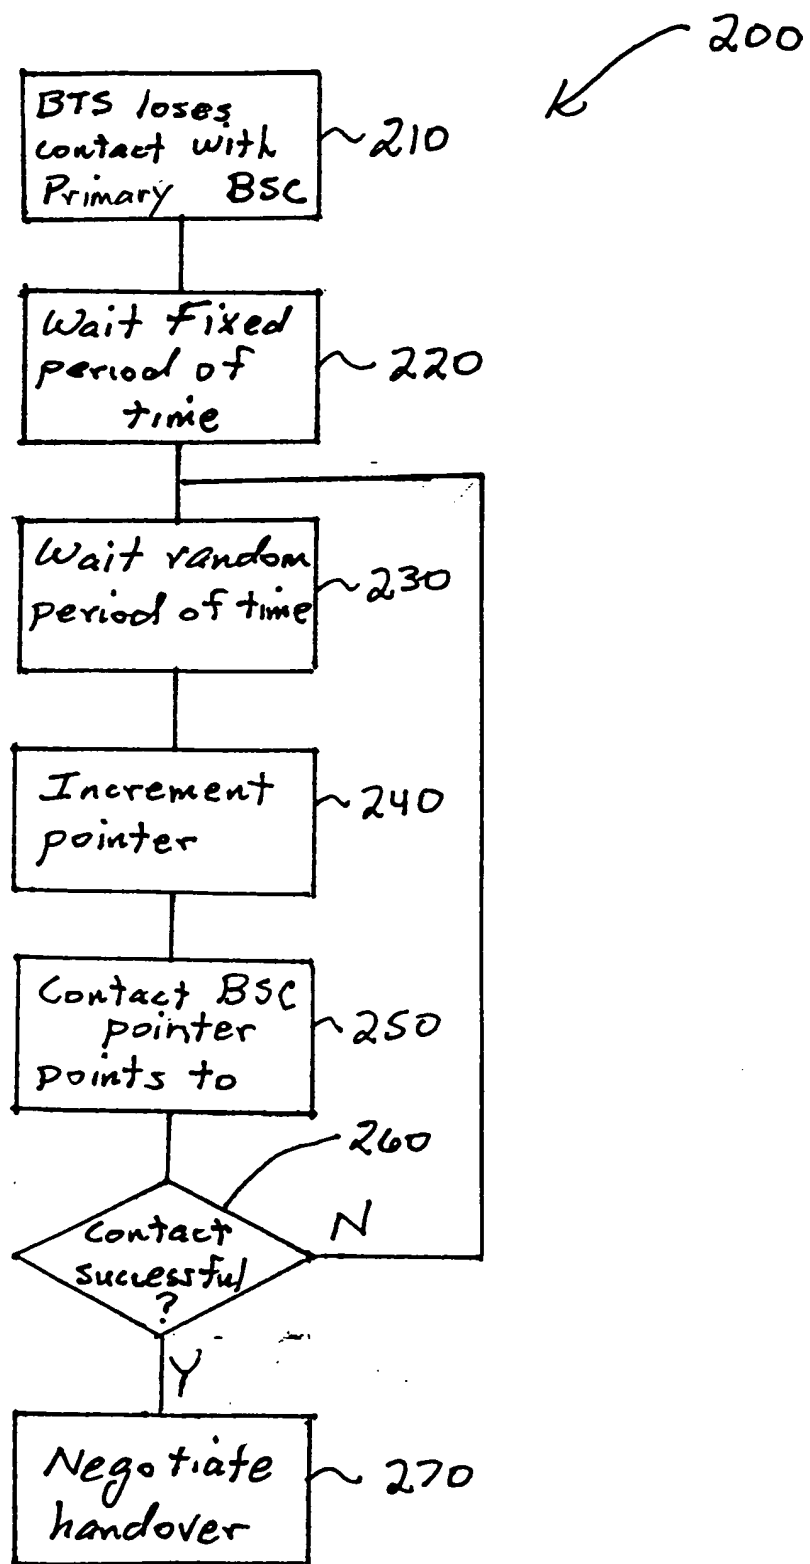 200
BTS loses
contact with
Primary BSC
210
Wait Fixed
period of
time
220
Wait random
period of time
230
Increment
pointer
240
Contact BSC
pointer
points to
250
260
Contact
successful
?
N
Y
Negotiate
handover
270